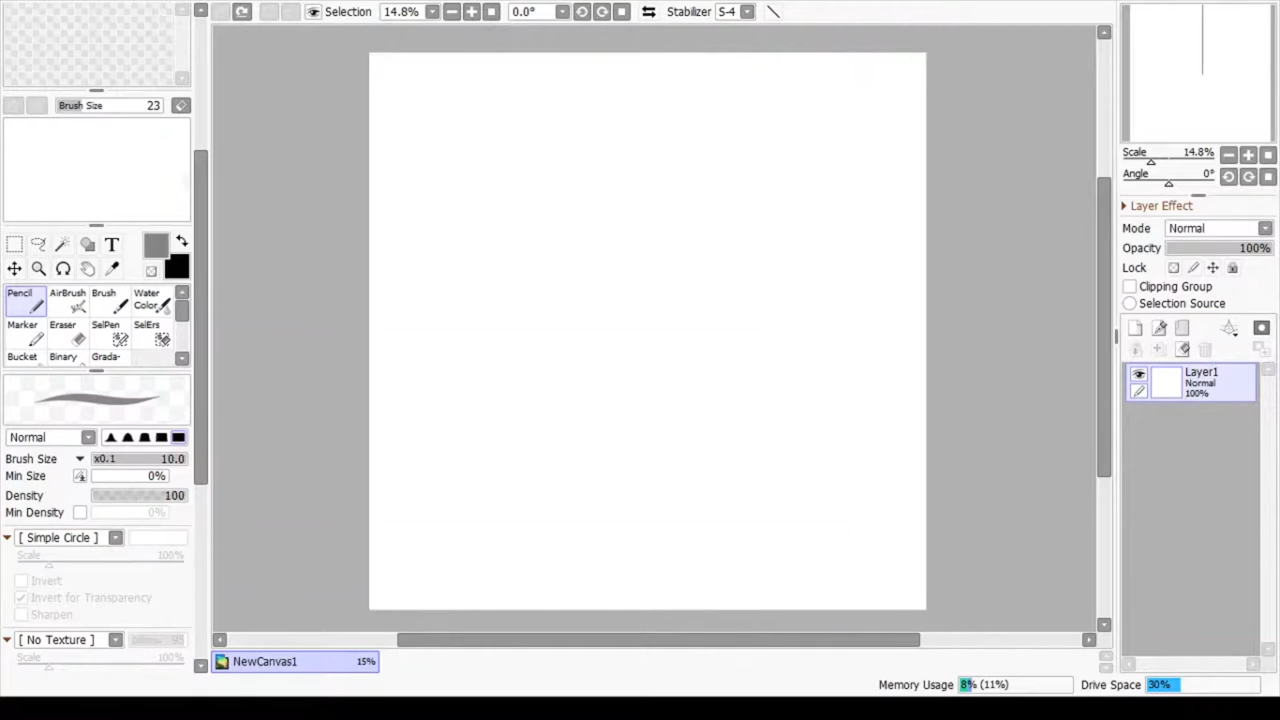 Selection 14.8% 0.0° Stabilizer S-4
Brush Size 23
T
Pencil AirBrush Brush Water Color
Marker Eraser SelPen SelErs
Bucket Binary Grada-
Normal
Brush Size x0.1 10.0
Min Size 0%
Density 100
Min Density 0%
[ Simple Circle ]
Scale 100%
Invert
Invert for Transparency
Sharpen
[ No Texture ] 95
Scale 100%
NewCanvas1 15%
Scale 14.8%
Angle 0°
Layer Effect
Mode Normal
Opacity 100%
Lock
Clipping Group
Selection Source
Layer1
Normal
100%
Memory Usage 8% (11%) Drive Space 30%